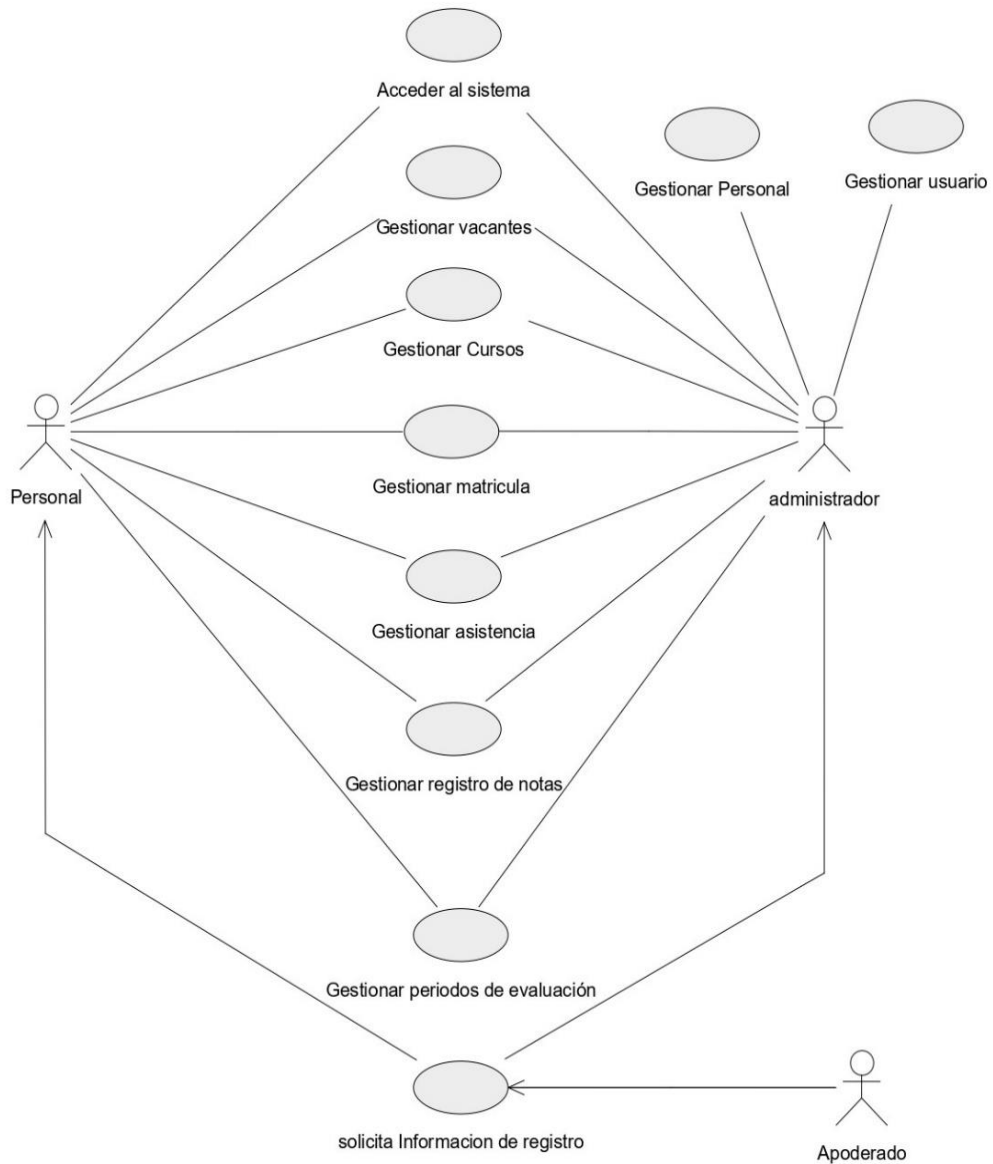 Acceder al sistema
Gestionar Personal
Gestionar usuario
Gestionar vacantes
Gestionar Cursos
Gestionar matricula
Personal
administrador
Gestionar asistencia
Gestionar registro de notas
Gestionar periodos de evaluación
solicita Informacion de registro
Apoderado